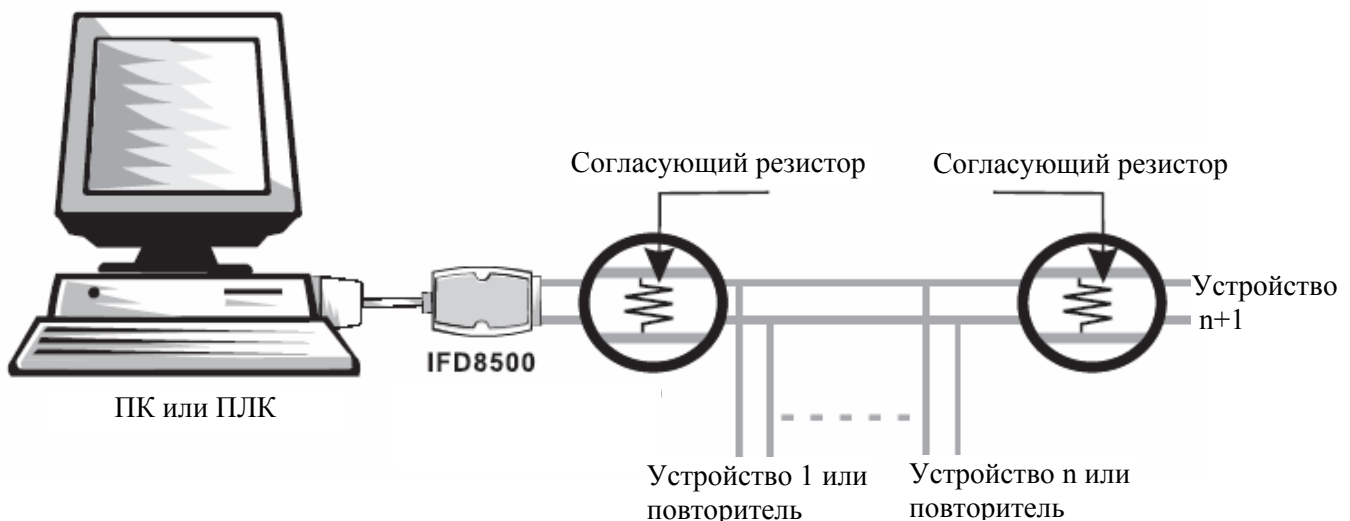 Согласующий резистор
Согласующий резистор
Устройство
n+1
IFD8500
ПК или ПЛК
Устройство 1 или
повторитель
Устройство n или
повторитель